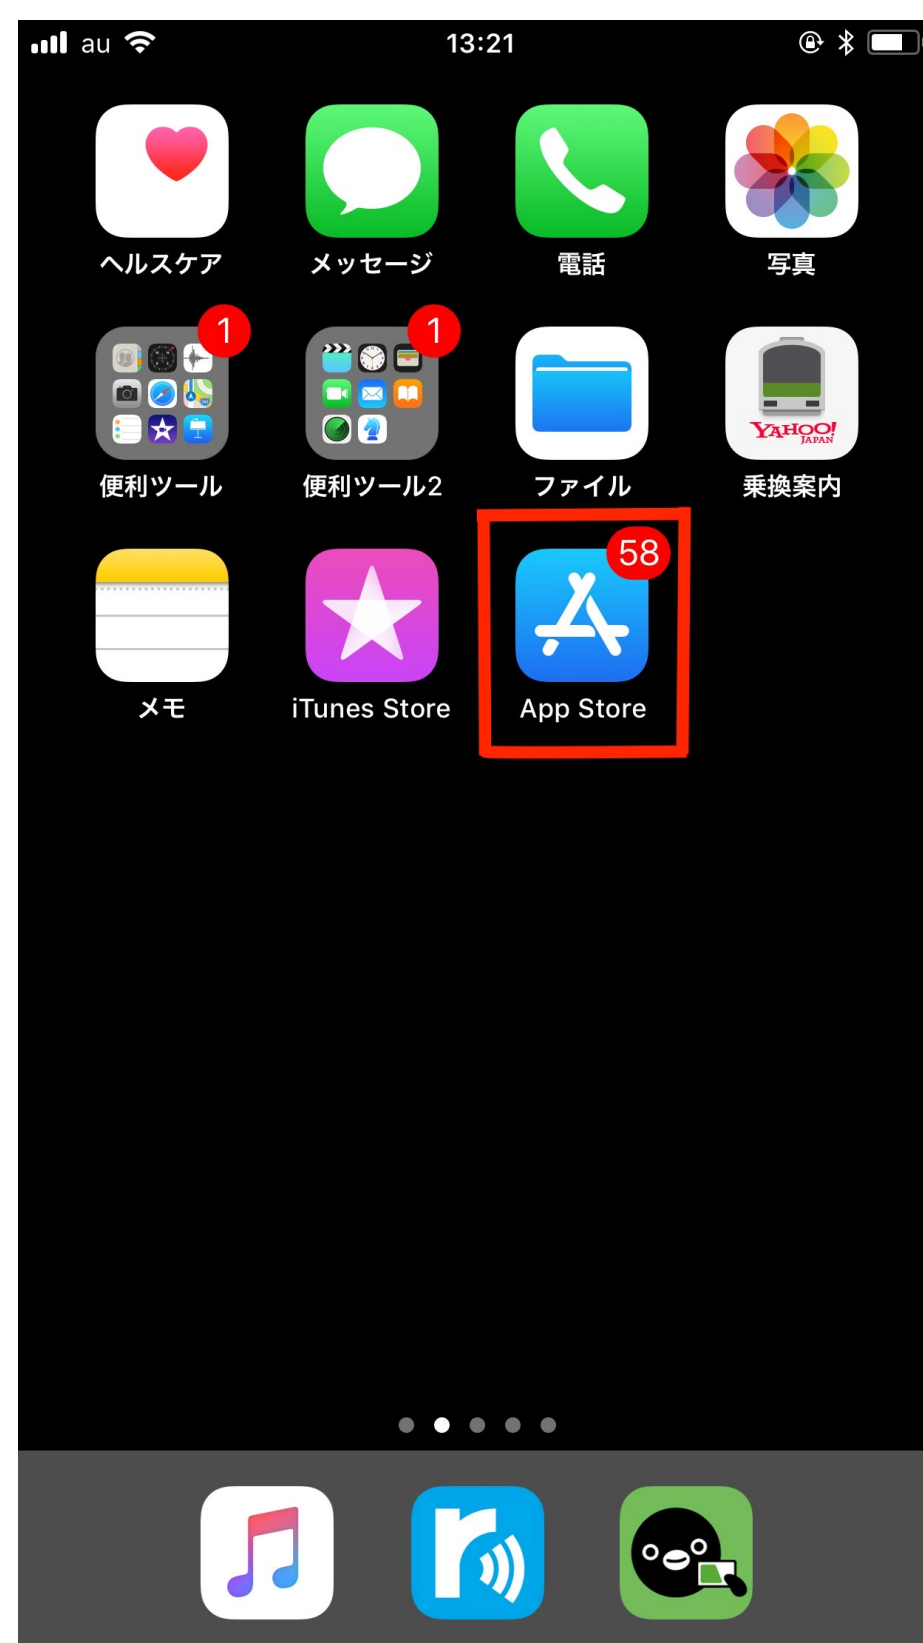 au 13:21
ヘルスケア メッセージ 電話 写真
1 1
YAHOO!
JAPAN
便利ツール 便利ツール2 ファイル 乗換案内
58
メモ iTunes Store App Store